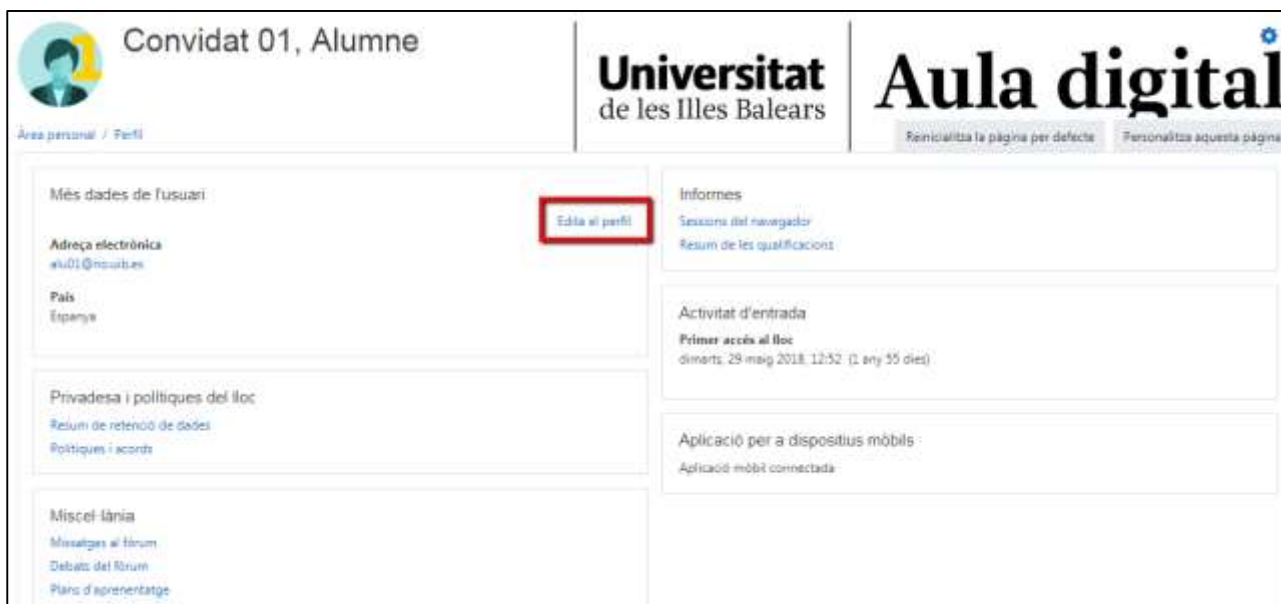 Convidat 01, Alumne
Universitat
de les Illes Balears
Aula digital
Àrea personal / Perfil
Reinicialitza la pàgina per defecte
Personalitza aquesta pàgina
Més dades de l'usuari
Edita el perfil
Adreça electrònica
País
Espanya
Privadesa i polítiques del lloc
Resum de retenció de dades
Polítiques i acords
Miscel·lània
Missatges al fòrum
Debats del fòrum
Plans d'aprenentatge
Informes
Sessions del navegador
Resum de les qualificacions
Activitat d'entrada
Primer accés al lloc
dimarts, 29 maig 2018, 12:52 (1 any 55 dies)
Aplicació per a dispositius mòbils
Aplicació mòbil connectada